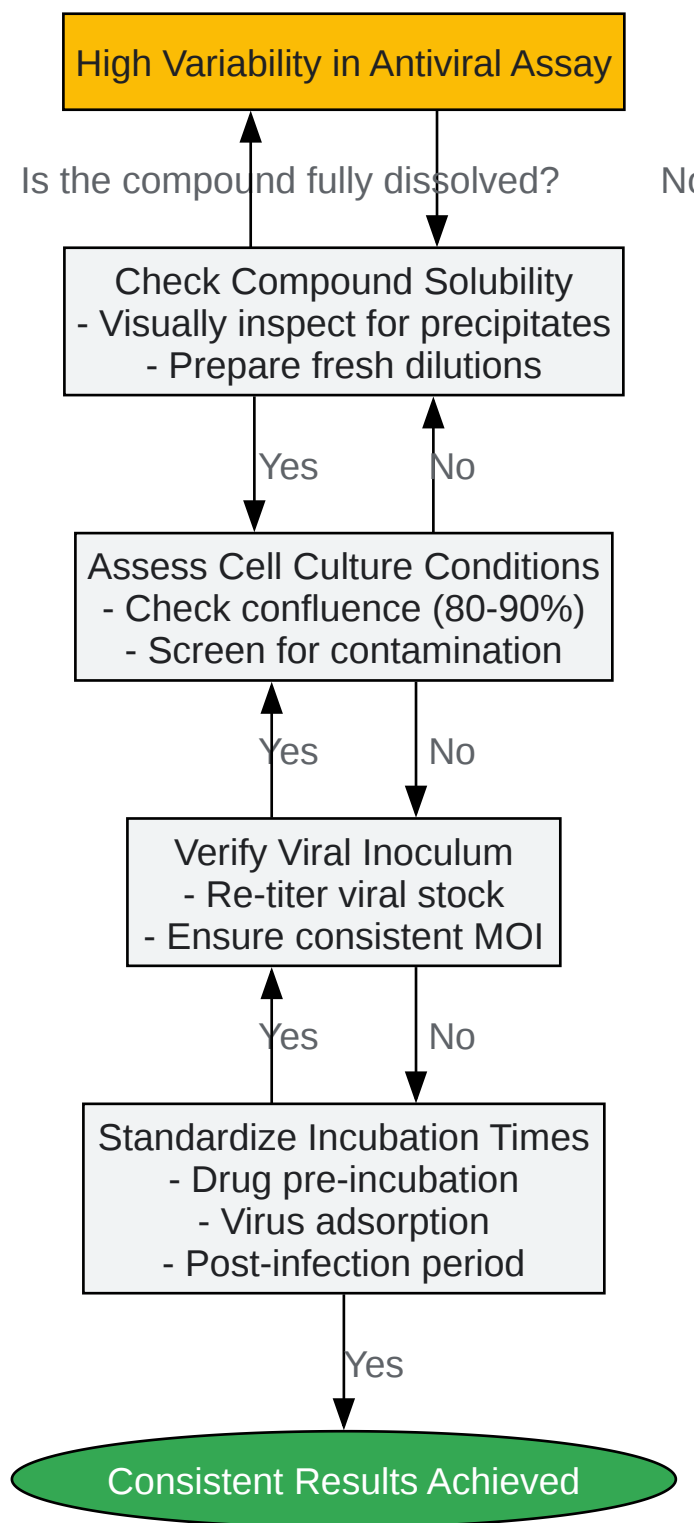 High Variability in Antiviral Assay
Is the compound fully dissolved?
Check Compound Solubility
- Visually inspect for precipitates
- Prepare fresh dilutions
Yes
No
Assess Cell Culture Conditions
- Check confluence (80-90%)
- Screen for contamination
Yes
No
Verify Viral Inoculum
- Re-titer viral stock
- Ensure consistent MOI
Yes
No
Standardize Incubation Times
- Drug pre-incubation
- Virus adsorption
- Post-infection period
Yes
Consistent Results Achieved